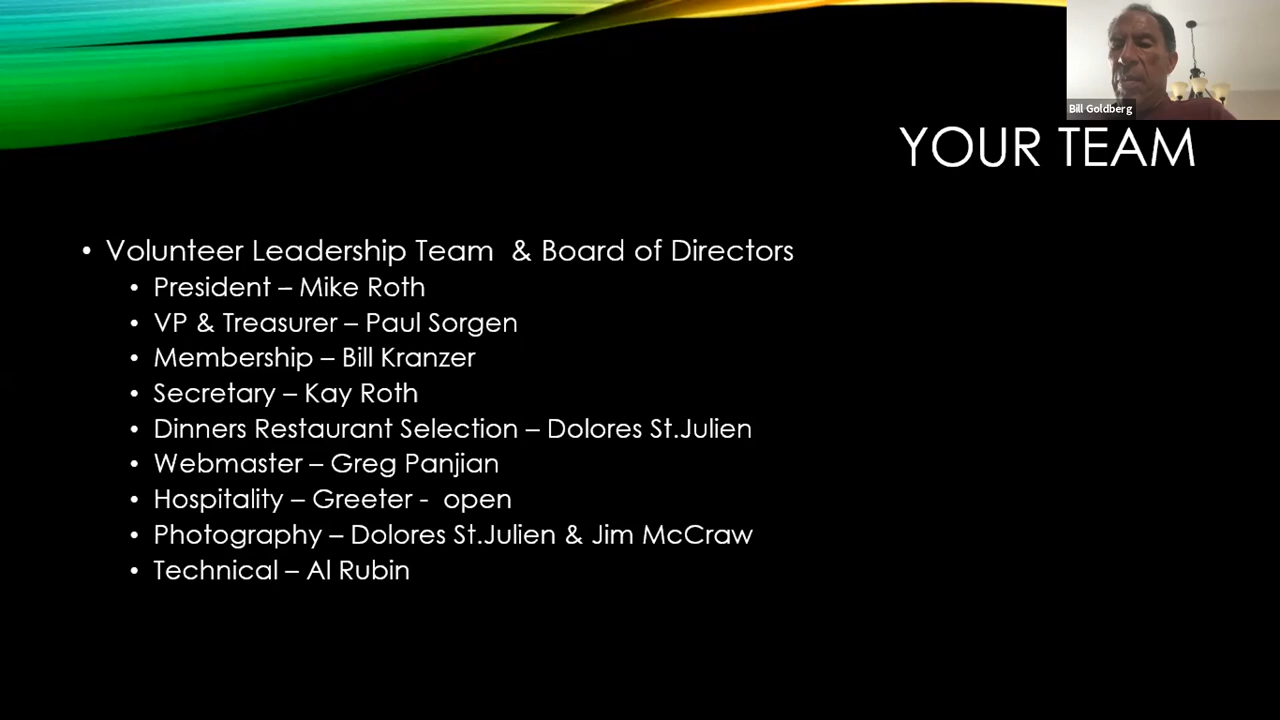 Bill Goldberg
YOUR TEAM
• Volunteer Leadership Team & Board of Directors
• President – Mike Roth
• VP & Treasurer – Paul Sorgen
• Membership – Bill Kranzer
• Secretary – Kay Roth
• Dinners Restaurant Selection – Dolores St.Julien
• Webmaster – Greg Panjian
• Hospitality – Greeter - open
• Photography – Dolores St.Julien & Jim McCraw
• Technical – Al Rubin